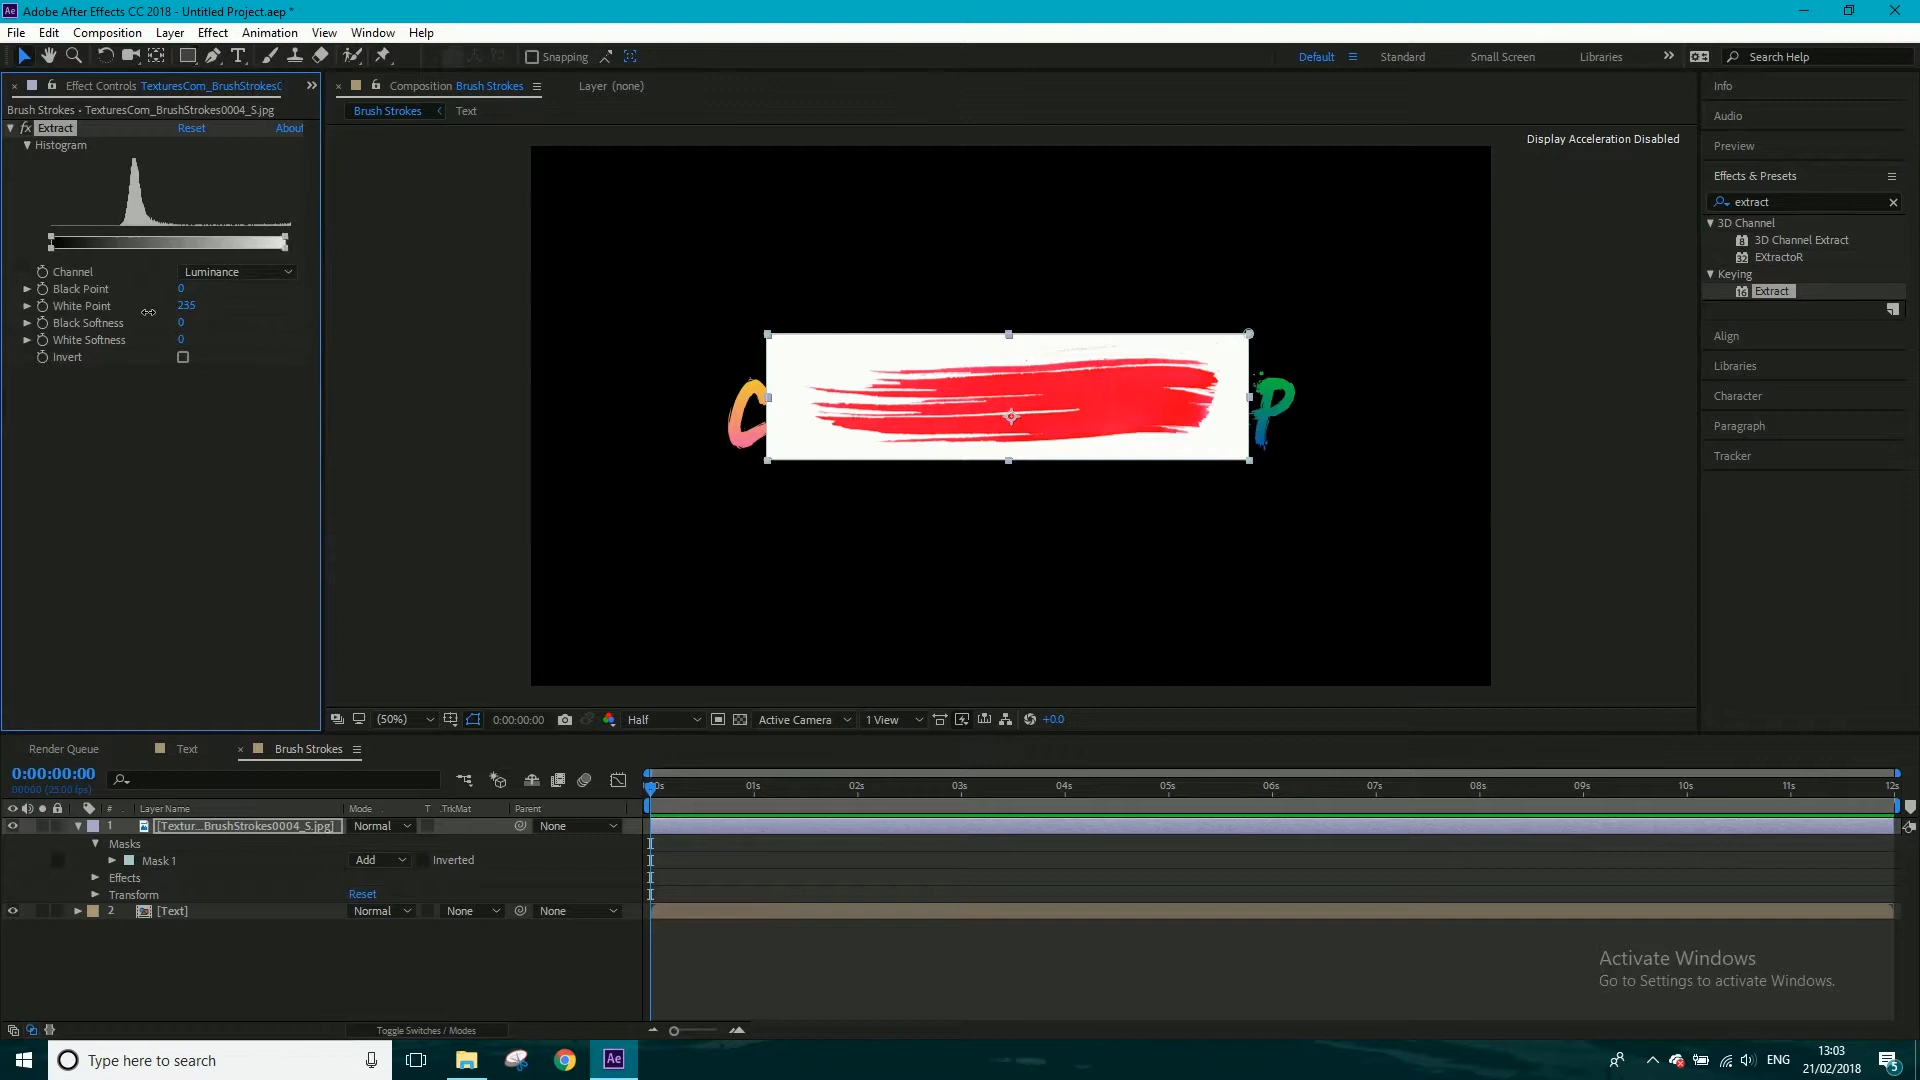 Adobe After Effects CC 2018 - Untitled Project.aep *
File Edit Composition Layer Effect Animation View Window Help
Snapping
Default Standard Small Screen Libraries Search Help
Effect Controls TexturesCom_BrushStrokes0
Brush Strokes • TexturesCom_BrushStrokes0004_S.jpg
fx Extract Reset About
Histogram
Channel Luminance
Black Point 0
White Point 235
Black Softness 0
White Softness 0
Invert
Composition Brush Strokes
Layer (none)
Brush Strokes Text
Display Acceleration Disabled
C P
(50%) 0:00:00:00 Half Active Camera 1 View +0.0
Info
Audio
Preview
Effects & Presets
extract
3D Channel
3D Channel Extract
EXtractoR
Keying
Extract
Align
Libraries
Character
Paragraph
Tracker
Render Queue Text Brush Strokes
0:00:00:00
00000 (25.00 fps)
# Layer Name Mode T .TrkMat Parent
1 [Textur...BrushStrokes0004_S.jpg] Normal None
Masks
Mask 1 Add Inverted
Effects
Transform Reset
2 [Text] Normal None None
01s 02s 03s 04s 05s 06s 07s 08s 09s 10s 11s 12s
Activate Windows
Go to Settings to activate Windows.
Toggle Switches / Modes
Type here to search
Ae
ENG
13:03
21/02/2018
5